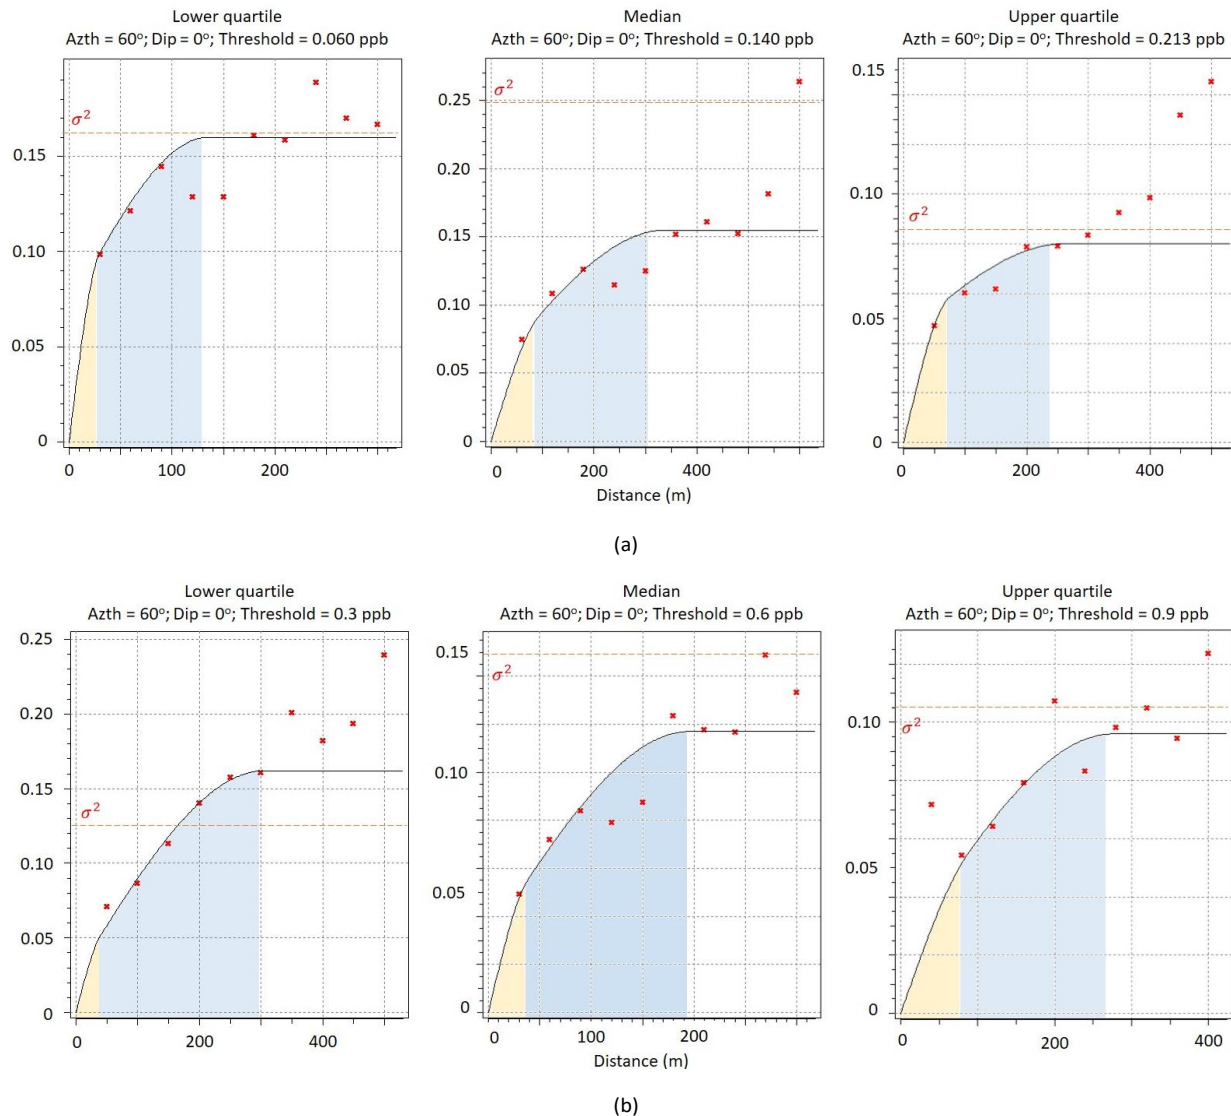 Lower quartile
Azth = 60°; Dip = 0°; Threshold = 0.060 ppb
σ²
0.15
0.10
0.05
0
0 100 200
Median
Azth = 60°; Dip = 0°; Threshold = 0.140 ppb
σ²
0.25
0.20
0.15
0.10
0.05
0
0 200 400
Distance (m)
Upper quartile
Azth = 60°; Dip = 0°; Threshold = 0.213 ppb
0.15
0.10
σ²
0.05
0
0 200 400
(a)
Lower quartile
Azth = 60°; Dip = 0°; Threshold = 0.3 ppb
0.25
0.20
0.15
σ²
0.10
0.05
0
0 200 400
Median
Azth = 60°; Dip = 0°; Threshold = 0.6 ppb
0.15
σ²
0.10
0.05
0
0 100 200
Distance (m)
Upper quartile
Azth = 60°; Dip = 0°; Threshold = 0.9 ppb
0.10
σ²
0.05
0
0 200 400
(b)